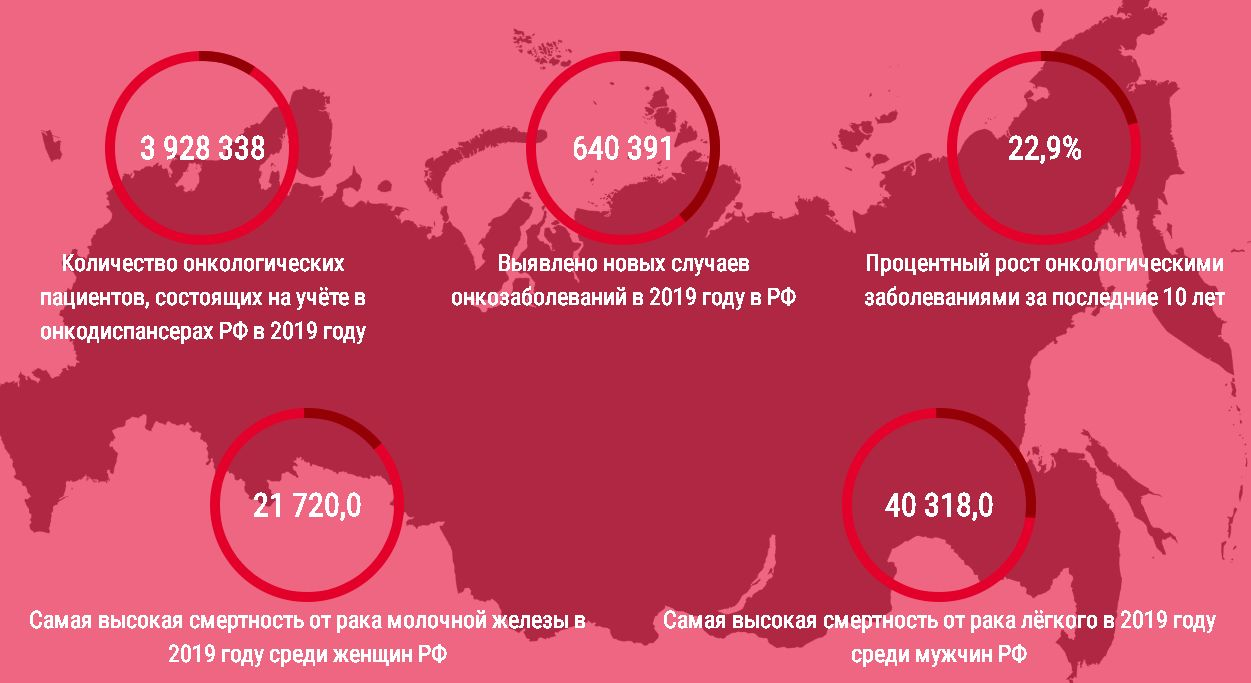 3 928 338
Количество онкологических
пациентов, состоящих на учёте в
онкодиспансерах РФ в 2019 году
640 391
Выявлено новых случаев
онкозаболеваний в 2019 году в РФ
22,9%
Процентный рост онкологическими
заболеваниями за последние 10 лет
21 720,0
Самая высокая смертность от рака молочной железы в
2019 году среди женщин РФ
40 318,0
Самая высокая смертность от рака лёгкого в 2019 году
среди мужчин РФ